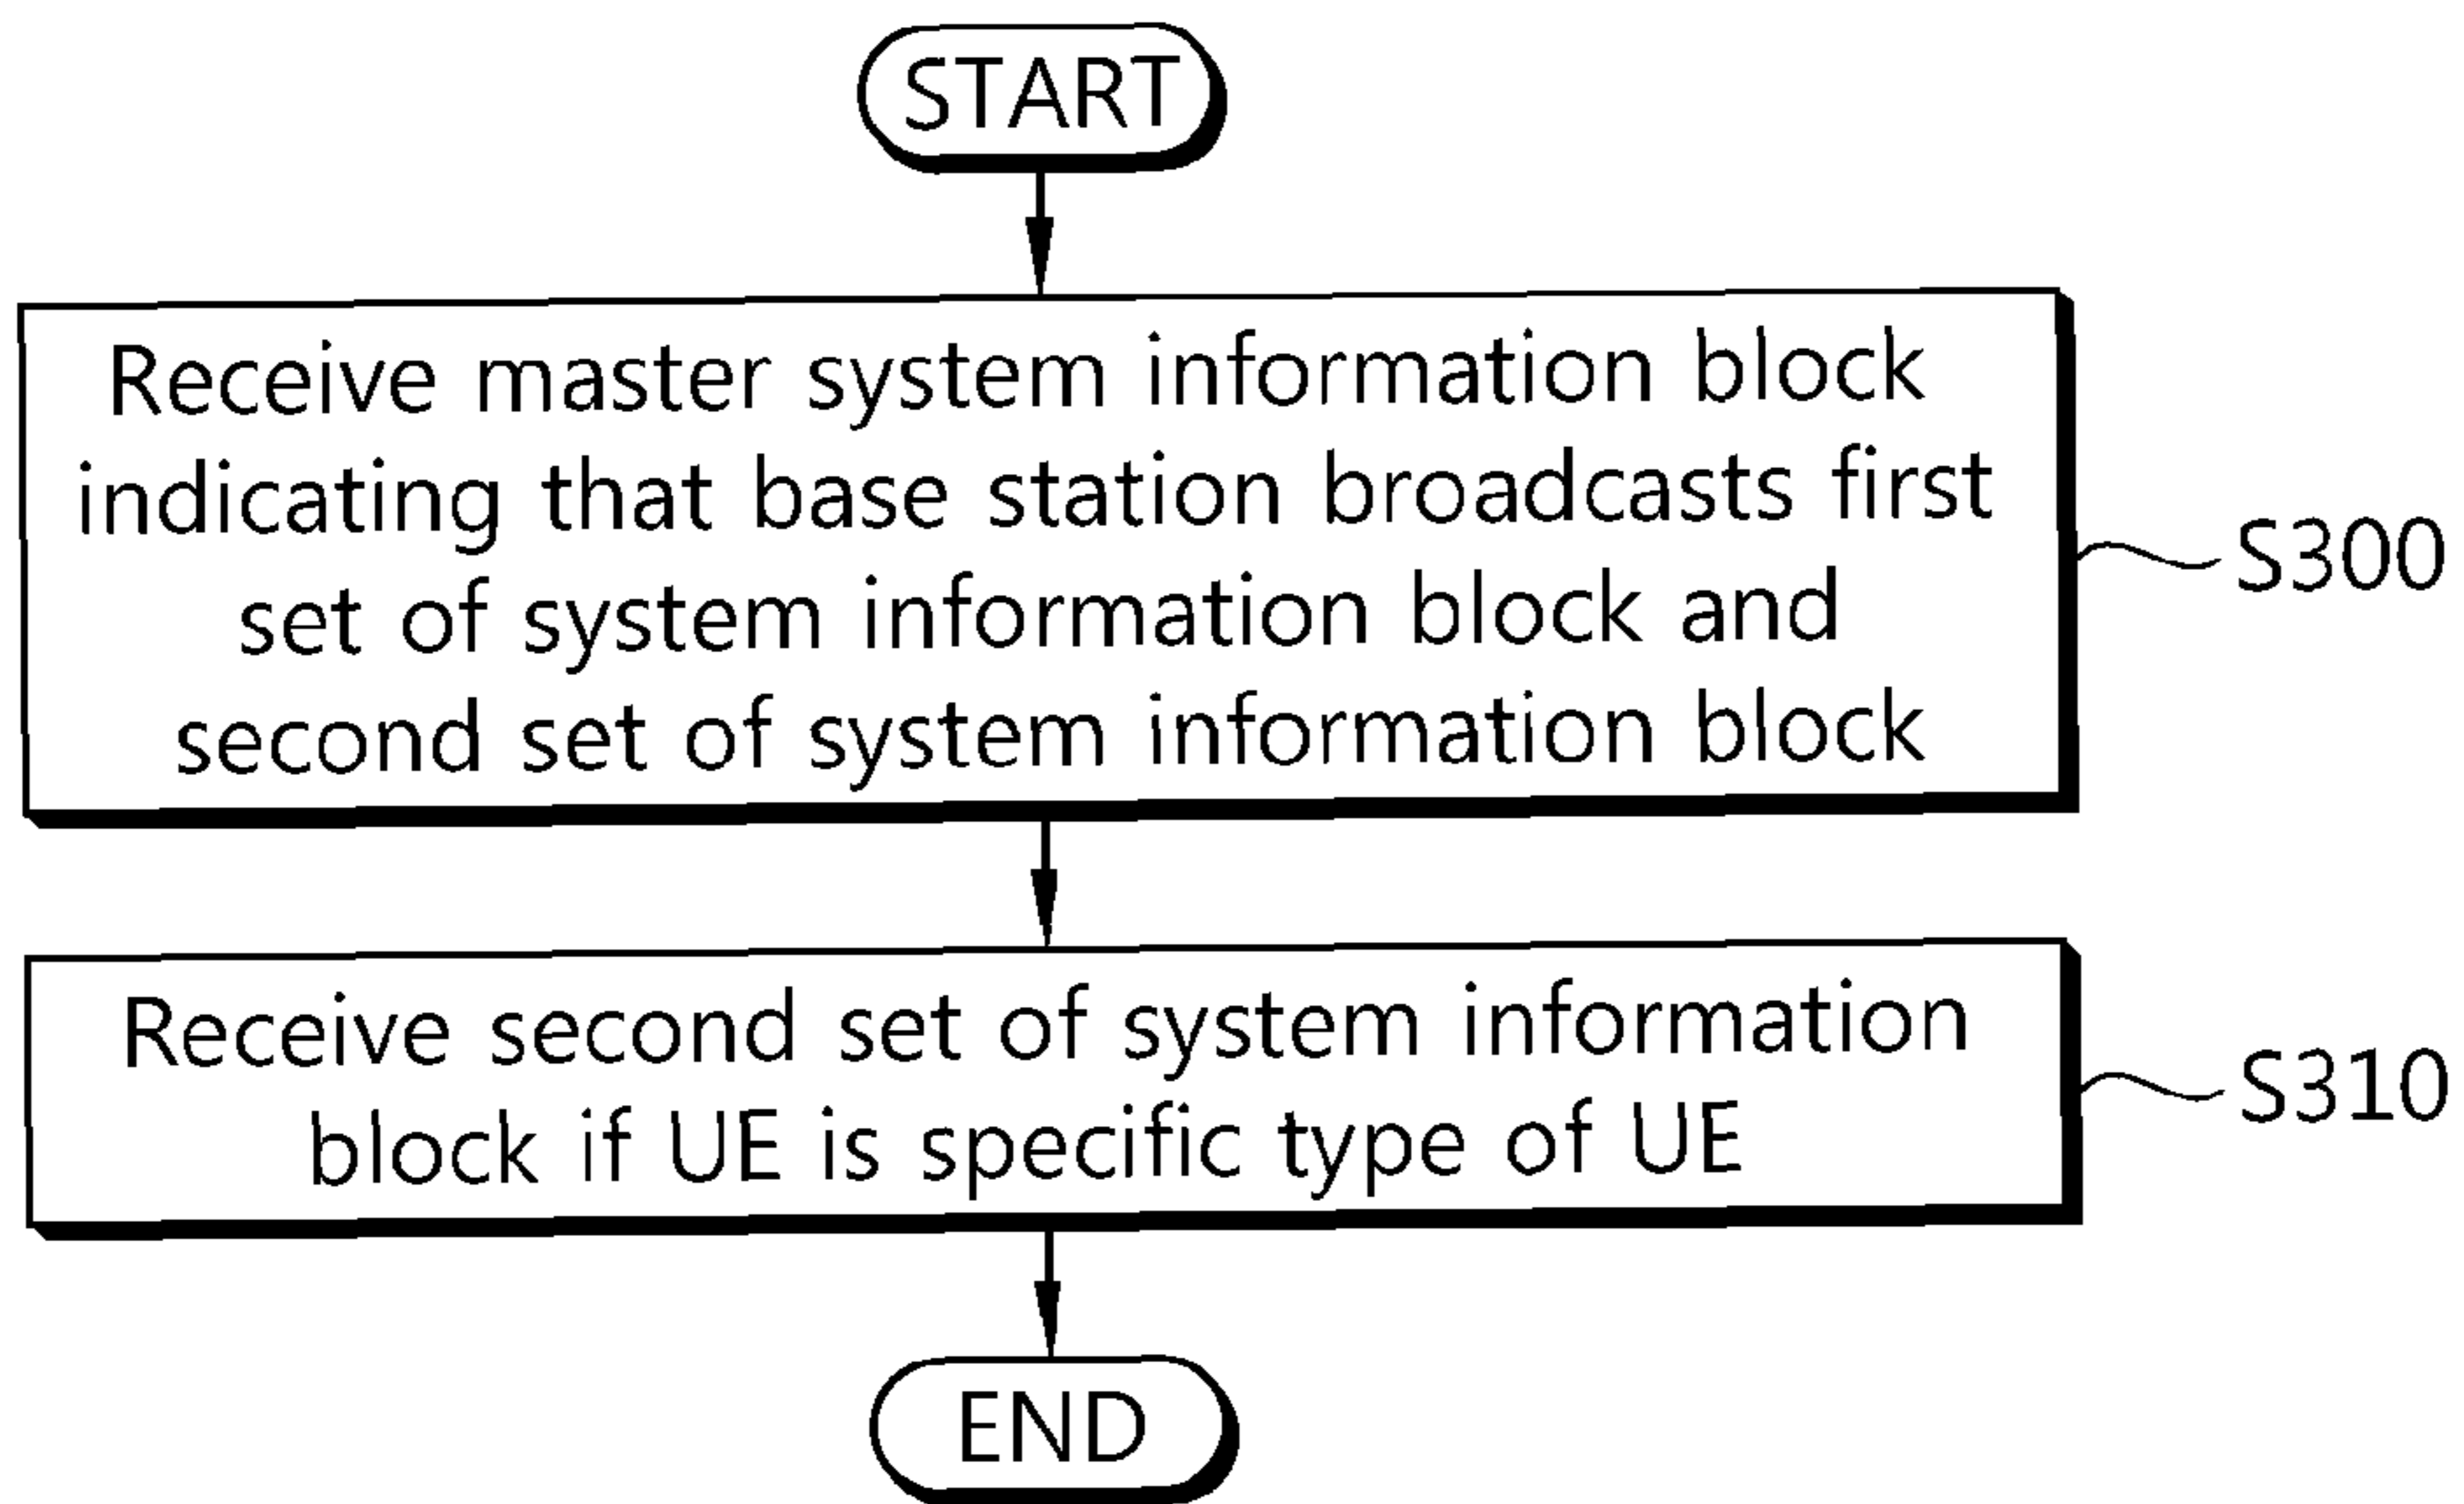 START
Receive master system information block
indicating that base station broadcasts first
set of system information block and
second set of system information block
S300
Receive second set of system information
block if UE is specific type of UE
S310
END